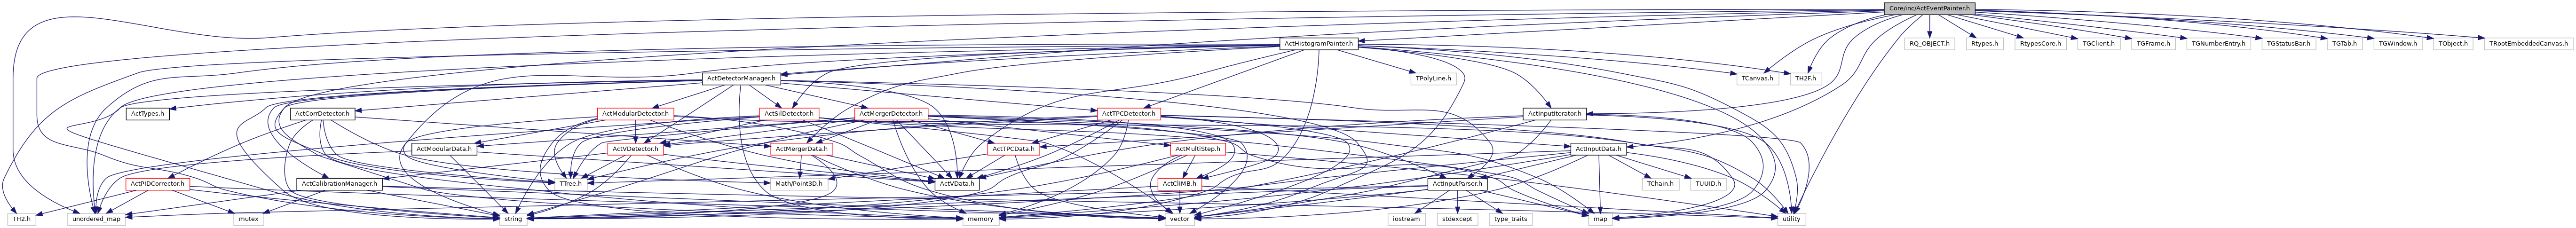 Core/inc/ActEventPainter.h
ActHistogramPainter.h
RQ_OBJECT.h
Rtypes.h
RtypesCore.h
TGClient.h
TGFrame.h
TGNumberEntry.h
TGStatusBar.h
TGTab.h
TGWindow.h
TObject.h
TRootEmbeddedCanvas.h
ActDetectorManager.h
TPolyLine.h
TCanvas.h
TH2F.h
ActTypes.h
ActCorrDetector.h
ActModularDetector.h
ActSilDetector.h
ActMergerDetector.h
ActTPCDetector.h
ActInputIterator.h
ActModularData.h
ActVDetector.h
ActMergerData.h
ActTPCData.h
ActMultiStep.h
ActInputData.h
ActPIDCorrector.h
ActCalibrationManager.h
TTree.h
Math/Point3D.h
ActVData.h
ActClIMB.h
ActInputParser.h
TChain.h
TUUID.h
TH2.h
unordered_map
mutex
string
memory
vector
iostream
stdexcept
type_traits
map
utility